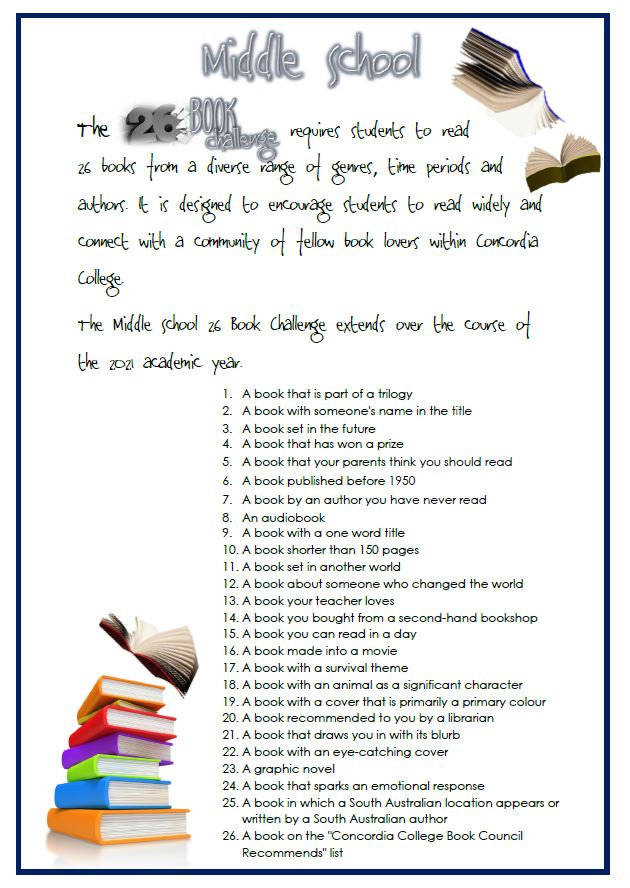 Middle School
The 26 BOOK challenge requires students to read
26 books from a diverse range of genres, time periods and
authors. It is designed to encourage students to read widely and
connect with a community of fellow book lovers within Concordia
College.
The Middle school 26 Book Challenge extends over the course of
the 2021 academic year.
1. A book that is part of a trilogy
2. A book with someone's name in the title
3. A book set in the future
4. A book that has won a prize
5. A book that your parents think you should read
6. A book published before 1950
7. A book by an author you have never read
8. An audiobook
9. A book with a one word title
10. A book shorter than 150 pages
11. A book set in another world
12. A book about someone who changed the world
13. A book your teacher loves
14. A book you bought from a second-hand bookshop
15. A book you can read in a day
16. A book made into a movie
17. A book with a survival theme
18. A book with an animal as a significant character
19. A book with a cover that is primarily a primary colour
20. A book recommended to you by a librarian
21. A book that draws you in with its blurb
22. A book with an eye-catching cover
23. A graphic novel
24. A book that sparks an emotional response
25. A book in which a South Australian location appears or
written by a South Australian author
26. A book on the "Concordia College Book Council
Recommends" list